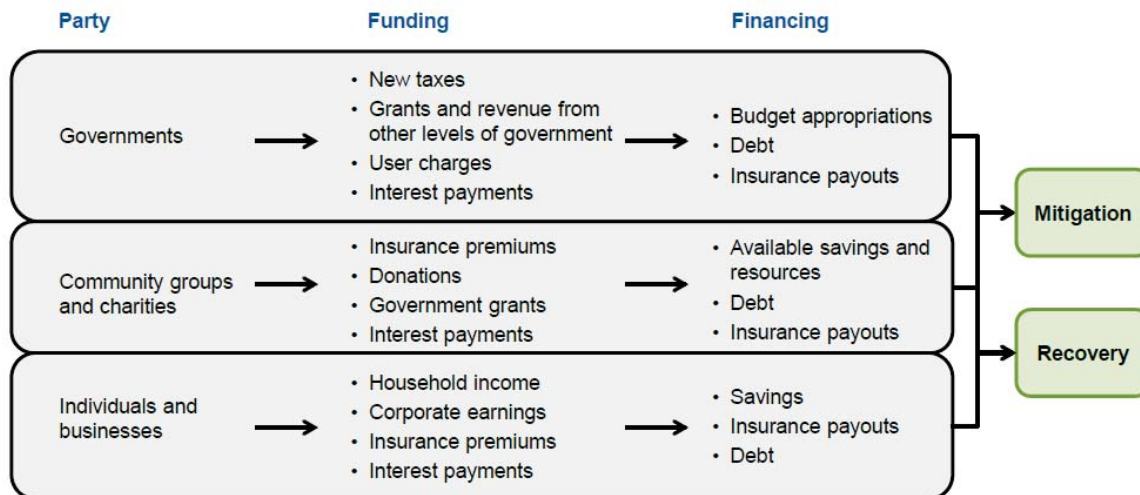 Party Funding Financing
Governments
• New taxes
• Grants and revenue from
other levels of government
• User charges
• Interest payments
• Budget appropriations
• Debt
• Insurance payouts
Community groups
and charities
• Insurance premiums
• Donations
• Government grants
• Interest payments
• Available savings and
resources
• Debt
• Insurance payouts
Individuals and
businesses
• Household income
• Corporate earnings
• Insurance premiums
• Interest payments
• Savings
• Insurance payouts
• Debt
Mitigation
Recovery